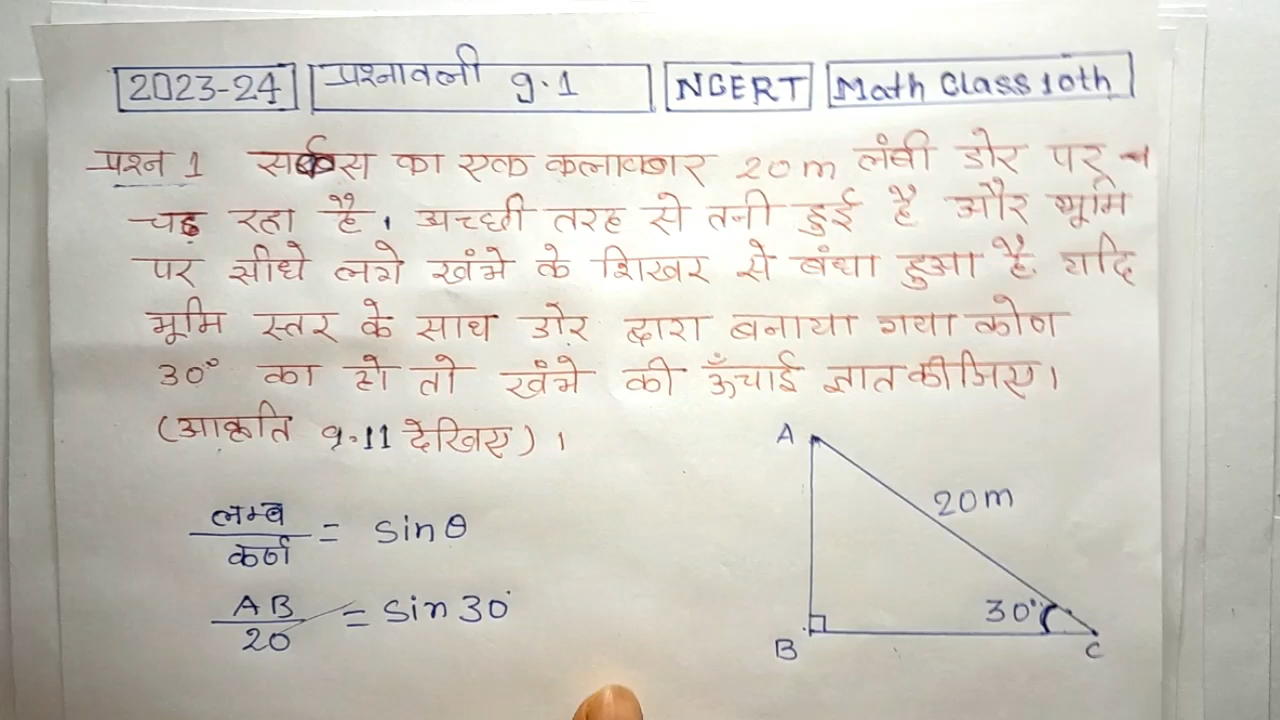 2023-24 प्रश्नावली 9.1 NCERT Math Class 10th
प्रश्न 1 सर्कस का एक कलाकार 20m लंबी डोर पर
चढ़ रहा है, अच्छी तरह से तनी हुई है और भूमि
पर सीधे लगे खंभे के शिखर से बंधा हुआ है. यदि
भूमि स्तर के साथ डोर द्वारा बनाया गया कोण
30° का हो तो खंभे की ऊँचाई ज्ञात कीजिए।
(आकृति 9.11 देखिए)।
A
20m
लम्ब/कर्ण = sin θ
AB/20 = sin 30°
30°
B
C